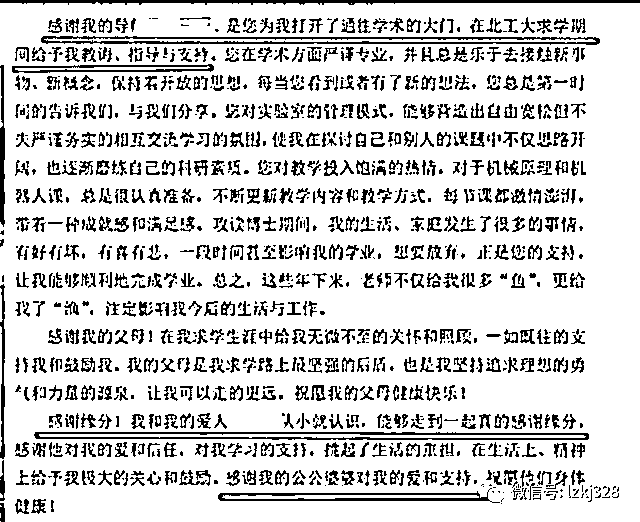 感谢我的导 ，是您为我打开了通往学术的大门，在北工大求学期
间给予我教诲、指导与支持。您在学术方面严谨专业，并且总是乐于去接触新事
物、新概念，保持着开放的思想，每当您看到或者有了新的想法，您总是第一时
间的告诉我们，与我们分享。您对实验室的管理模式，能够营造出自由宽松但不
失严谨务实的相互交流学习的氛围，使我在探讨自己和别人的课题中不仅思路开
阔，也逐渐磨练自己的科研素质。您对教学投入饱满的热情，对于机械原理和机
器人课，总是很认真准备，不断更新教学内容和教学方式，每节课都激情澎湃，
带着一种成就感和满足感。攻读博士期间，我的生活、家庭发生了很多的事情，
有好有坏，有喜有悲，一段时间甚至影响我的学业，想要放弃，正是您的支持，
让我能够顺利地完成学业。总之，这些年下来，老师不仅给我很多“鱼”，更给
我了“渔”，注定影响我今后的生活与工作。
感谢我的父母！在我求学生涯中给我无微不至的关怀和照顾，一如既往的支
持我和鼓励我。我的父母是我求学路上最坚强的后盾，也是我坚持追求理想的勇
气和力量的源泉，让我可以走的更远。祝愿我的父母健康快乐！
感谢缘分！我和我的爱人 从小就认识，能够走到一起真的感谢缘分。
感谢他对我的爱和信任，对我学习的支持，挑起了生活的重担，在生活上、精神
上给予我极大的关心和鼓励。感谢我的公公婆婆对我的爱和支持，祝愿他们身体
健康！
微信号: lzkj328